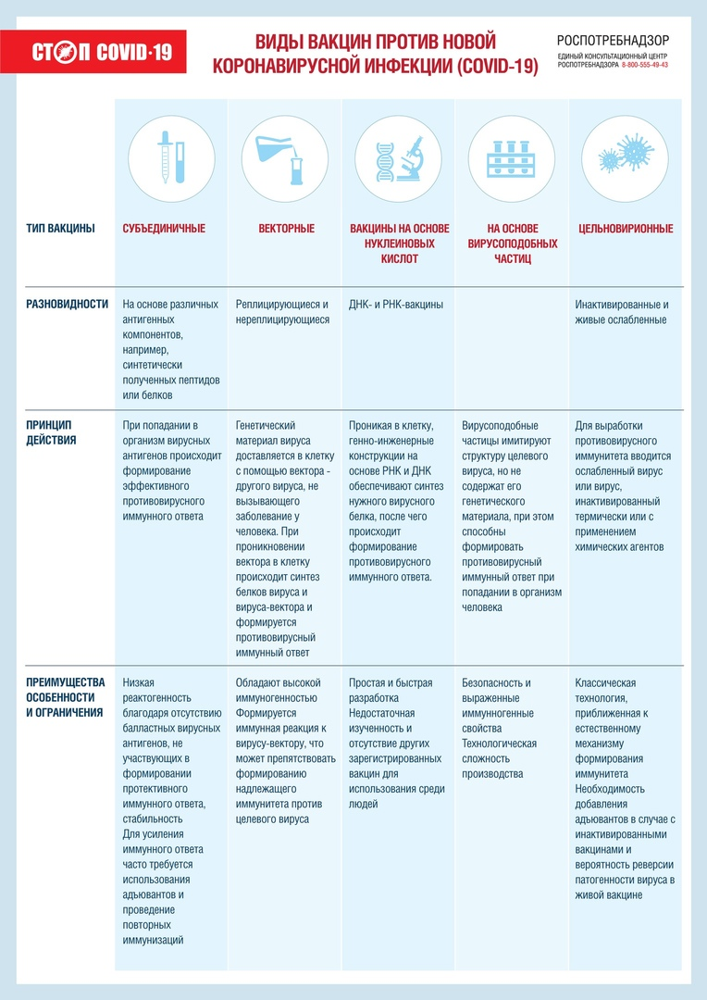 СТОП COVID·19
ВИДЫ ВАКЦИН ПРОТИВ НОВОЙ
КОРОНАВИРУСНОЙ ИНФЕКЦИИ (COVID-19)
РОСПОТРЕБНАДЗОР
ЕДИНЫЙ КОНСУЛЬТАЦИОННЫЙ ЦЕНТР
РОСПОТРЕБНАДЗОРА 8-800-555-49-43
ТИП ВАКЦИНЫ
СУБЪЕДИНИЧНЫЕ
ВЕКТОРНЫЕ
ВАКЦИНЫ НА ОСНОВЕ
НУКЛЕИНОВЫХ
КИСЛОТ
НА ОСНОВЕ
ВИРУСОПОДОБНЫХ
ЧАСТИЦ
ЦЕЛЬНОВИРИОННЫЕ
РАЗНОВИДНОСТИ
На основе различных
антигенных
компонентов,
например,
синтетически
полученных пептидов
или белков
Реплицирующиеся и
нереплицирующиеся
ДНК- и РНК-вакцины
Инактивированные и
живые ослабленные
ПРИНЦИП
ДЕЙСТВИЯ
При попадании в
организм вирусных
антигенов происходит
формирование
эффективного
противовирусного
иммунного ответа
Генетический
материал вируса
доставляется в клетку
с помощью вектора -
другого вируса, не
вызывающего
заболевание у
человека. При
проникновении
вектора в клетку
происходит синтез
белков вируса и
вируса-вектора и
формируется
противовирусный
иммунный ответ
Проникая в клетку,
генно-инженерные
конструкции на
основе РНК и ДНК
обеспечивают синтез
нужного вирусного
белка, после чего
происходит
формирование
противовирусного
иммунного ответа.
Вирусоподобные
частицы имитируют
структуру целевого
вируса, но не
содержат его
генетического
материала, при этом
способны
формировать
противовирусный
иммунный ответ при
попадании в организм
человека
Для выработки
противовирусного
иммунитета вводится
ослабленный вирус
или вирус,
инактивированный
термически или с
применением
химических агентов
ПРЕИМУЩЕСТВА
ОСОБЕННОСТИ
И ОГРАНИЧЕНИЯ
Низкая
реактогенность
благодаря отсутствию
балластных вирусных
антигенов, не
участвующих в
формировании
протективного
иммунного ответа,
стабильность
Для усиления
иммунного ответа
часто требуется
использования
адъювантов и
проведение
повторных
иммунизаций
Обладают высокой
иммуногенностью
Формируется
иммунная реакция к
вирусу-вектору, что
может препятствовать
формированию
надлежащего
иммунитета против
целевого вируса
Простая и быстрая
разработка
Недостаточная
изученность и
отсутствие других
зарегистрированных
вакцин для
использования среди
людей
Безопасность и
выраженные
иммунногенные
свойства
Технологическая
сложность
производства
Классическая
технология,
приближенная к
естественному
механизму
формирования
иммунитета
Необходимость
добавления
адъювантов в случае с
инактивированными
вакцинами и
вероятность реверсии
патогенности вируса в
живой вакцине